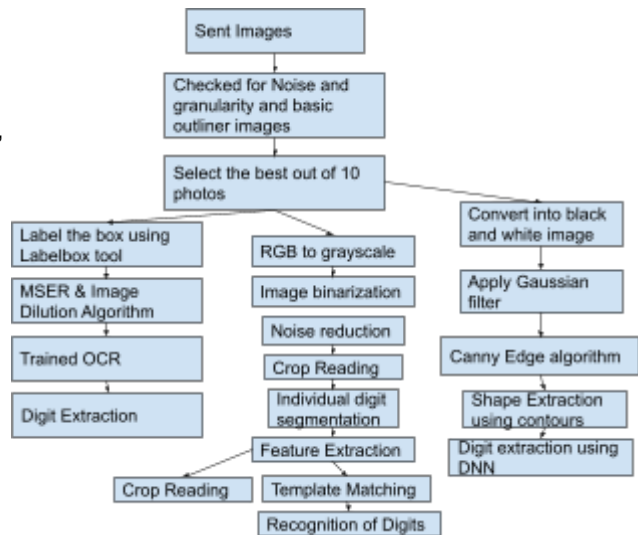 Sent Images
Checked for Noise and
granularity and basic
outliner images
Select the best out of 10
photos
Label the box using
Labelbox tool
MSER & Image
Dilution Algorithm
Trained OCR
Digit Extraction
RGB to grayscale
Image binarization
Noise reduction
Crop Reading
Individual digit
segmentation
Feature Extraction
Crop Reading
Template Matching
Recognition of Digits
Convert into black
and white image
Apply Gaussian
filter
Canny Edge algorithm
Shape Extraction
using contours
Digit extraction using
DNN